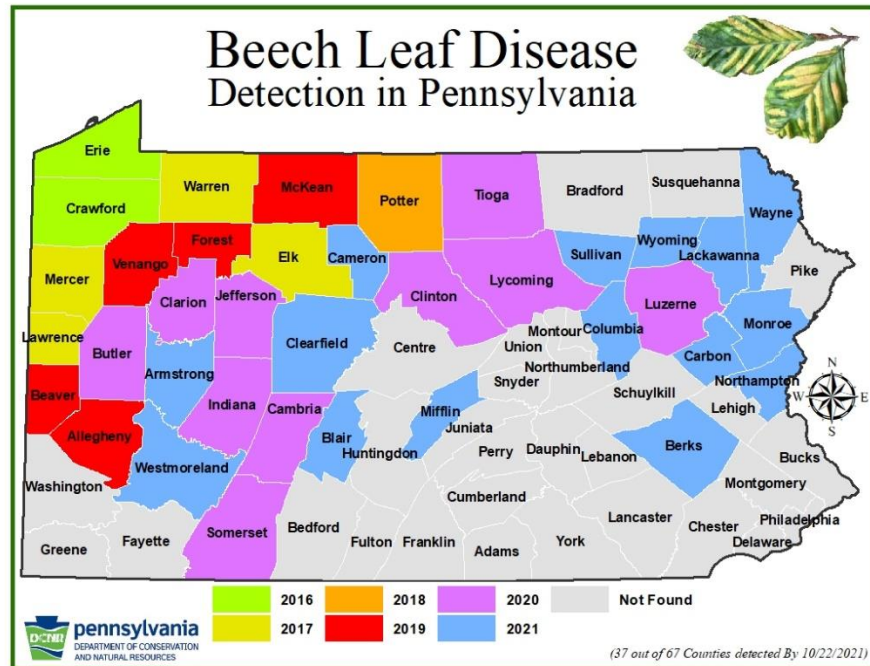 Beech Leaf Disease
Detection in Pennsylvania
Erie
Warren
McKean
Potter
Tioga
Bradford
Susquehanna
Wayne
Crawford
Forest
Venango
Elk
Cameron
Sullivan
Wyoming
Lackawanna
Pike
Mercer
Clarion
Jefferson
Clinton
Lycoming
Luzerne
Monroe
Lawrence
Butler
Armstrong
Clearfield
Centre
Union
Montour
Columbia
Carbon
Northampton
Northumberland
Snyder
Schuylkill
Lehigh
N
W
E
S
Beaver
Indiana
Cambria
Mifflin
Juniata
Allegheny
Blair
Huntingdon
Perry
Dauphin
Lebanon
Berks
Bucks
Washington
Westmoreland
Cumberland
Montgomery
Greene
Fayette
Somerset
Bedford
Fulton
Franklin
Adams
York
Lancaster
Chester
Philadelphia
Delaware
2016
2018
2020
Not Found
2017
2019
2021
DCNR
pennsylvania
DEPARTMENT OF CONSERVATION
AND NATURAL RESOURCES
(37 out of 67 Counties detected By 10/22/2021)